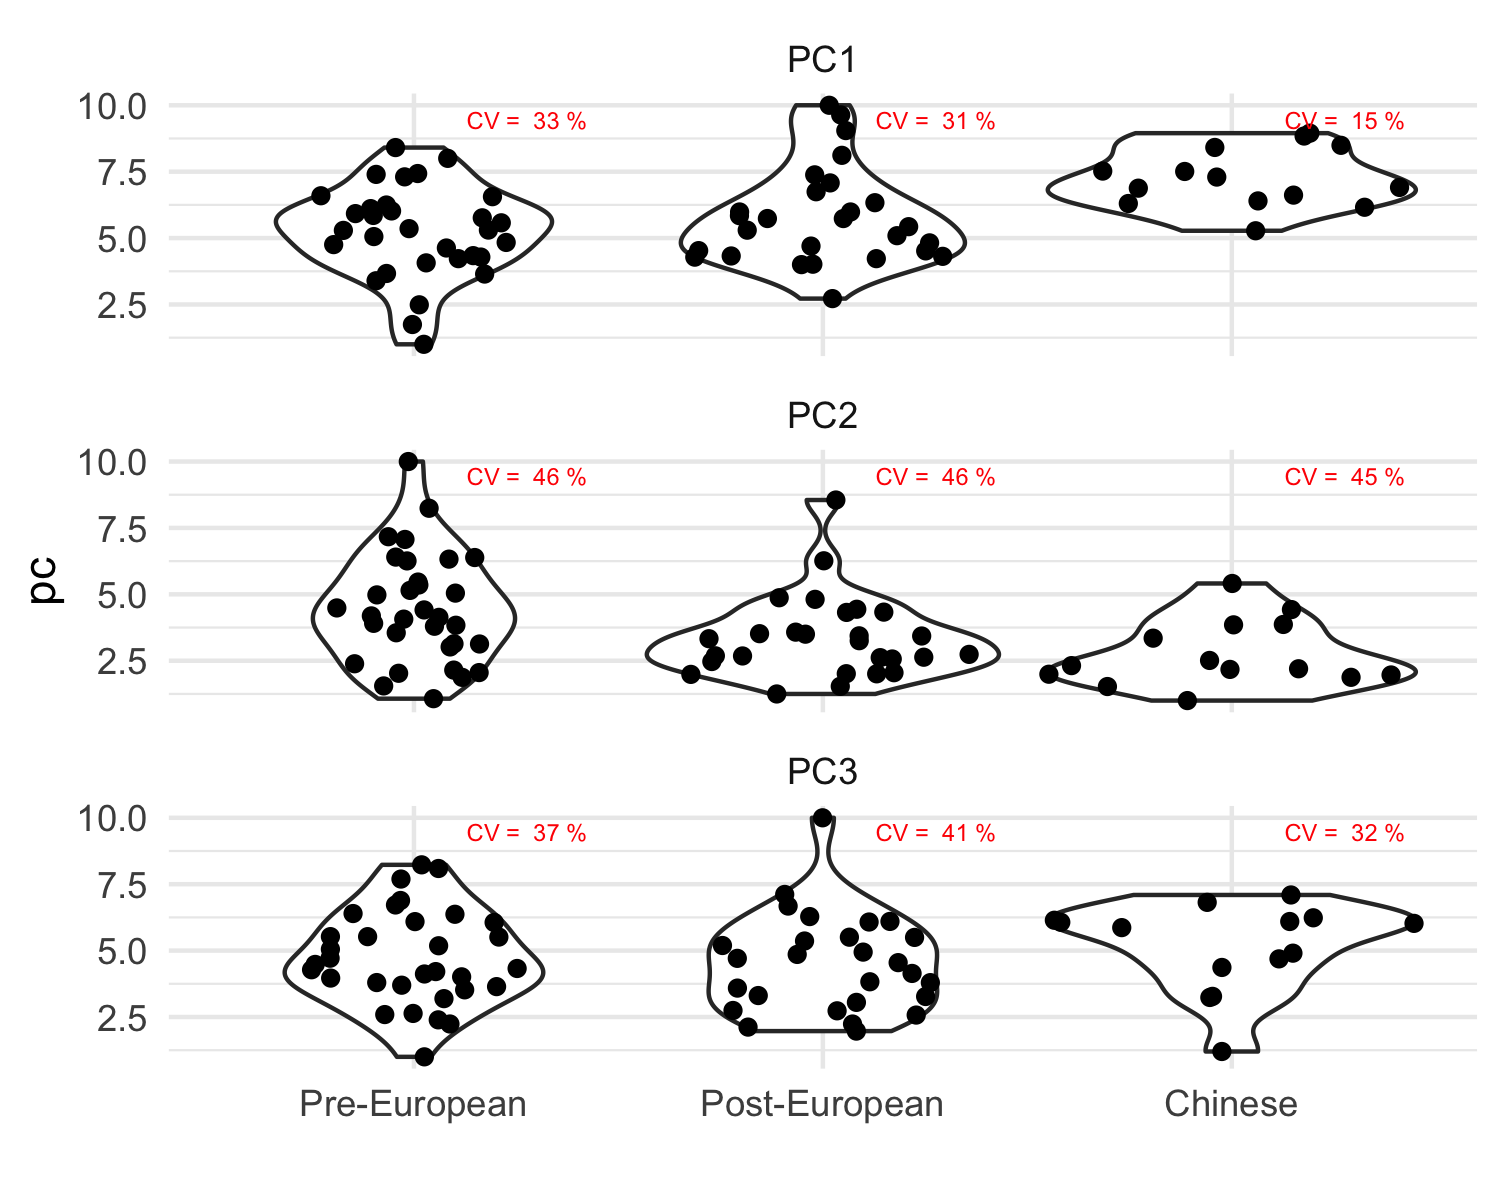 PC1
10.0
7.5
5.0
2.5
CV = 33 %
CV = 31 %
CV = 15 %
PC2
10.0
7.5
5.0
2.5
CV = 46 %
CV = 46 %
CV = 45 %
pc
PC3
10.0
7.5
5.0
2.5
CV = 37 %
CV = 41 %
CV = 32 %
Pre-European
Post-European
Chinese